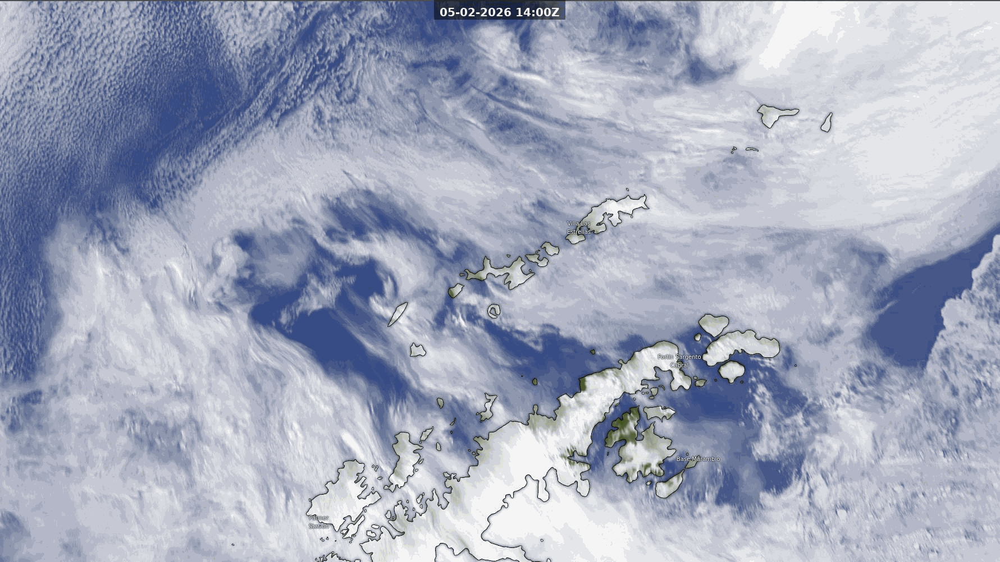 05-02-2026 14:00Z
Villa Las
Estrellas
Fortín Sargento
Cabral
Base Marambio
Palmer
Station